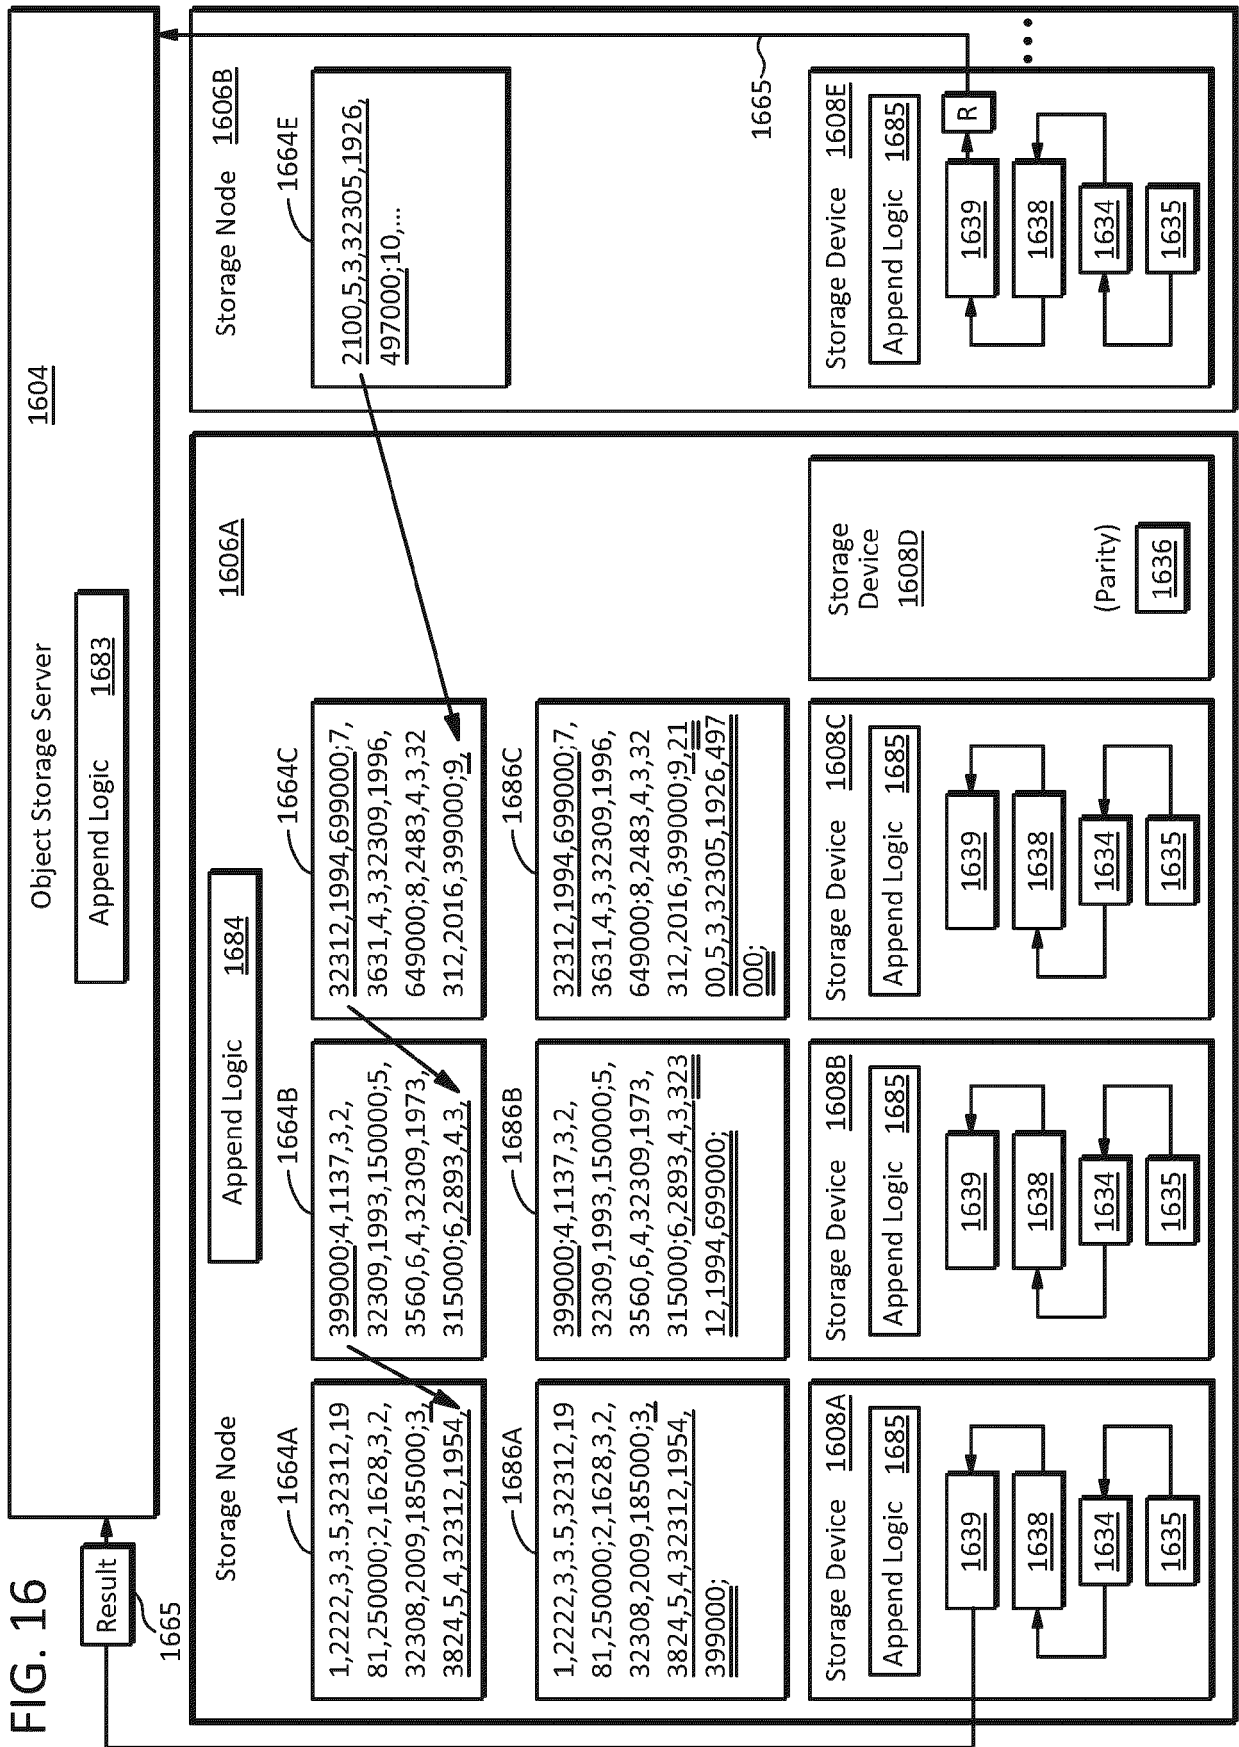 FIG. 16
Result
1665
Object Storage Server
1604
Append Logic 1683
Storage Node
1606A
Append Logic 1684
1664A
1,2222,3,3.5,32312,19
81,250000;2,1628,3,2,
32308,2009,185000;3,
3824,5,4,32312,1954,
1664B
399000;4,1137,3,2,
32309,1993,150000;5,
3560,6,4,32309,1973,
315000;6,2893,4,3,
1664C
32312,1994,699000;7,
3631,4,3,32309,1996,
649000;8,2483,4,3,32
312,2016,399000;9,
1686A
1,2222,3,3.5,32312,19
81,250000;2,1628,3,2,
32308,2009,185000;3,
3824,5,4,32312,1954,
399000;
1686B
399000;4,1137,3,2,
32309,1993,150000;5,
3560,6,4,32309,1973,
315000;6,2893,4,3,323
12,1994,699000;
1686C
32312,1994,699000;7,
3631,4,3,32309,1996,
649000;8,2483,4,3,32
312,2016,399000;9,21
00,5,3,32305,1926,497
000;
Storage Device 1608A
Append Logic 1685
1639
1638
1634
1635
Storage Device 1608B
Append Logic 1685
1639
1638
1634
1635
Storage Device 1608C
Append Logic 1685
1639
1638
1634
1635
Storage
Device
1608D
(Parity)
1636
Storage Node 1606B
1664E
2100,5,3,32305,1926,
497000;10,...
1665
Storage Device 1608E
Append Logic 1685
1639
R
1638
1634
1635
...